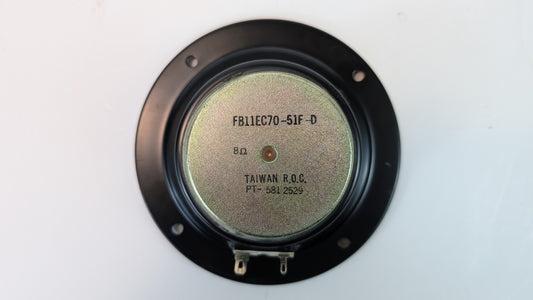 FB11EC70-51F-D
8Ω
TAIWAN R.O.C.
PT- 581 2529